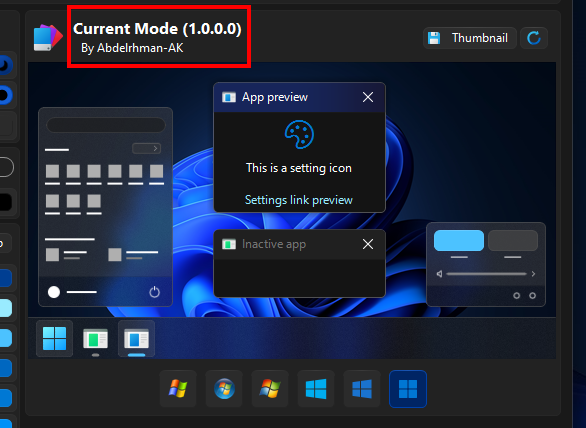 Current Mode (1.0.0.0)
By Abdelrhman-AK
Thumbnail
App preview
This is a setting icon
Settings link preview
Inactive app